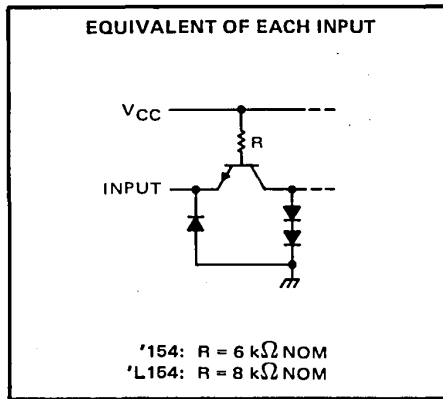 EQUIVALENT OF EACH INPUT
VCC
R
INPUT
'154: R = 6 kΩ NOM
'L154: R = 8 kΩ NOM